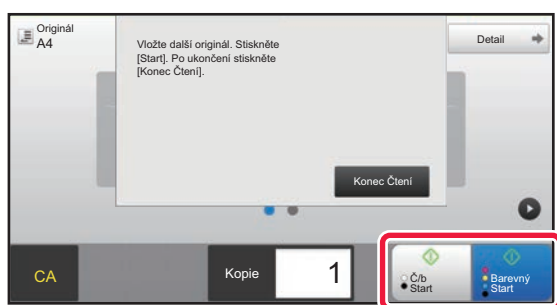 Originál
A4
Vložte další originál. Stiskněte
[Start]. Po ukončení stiskněte
[Konec Čtení].
Detail
Konec Čtení
CA
Kopie
1
Č/b
Start
Barevný
Start